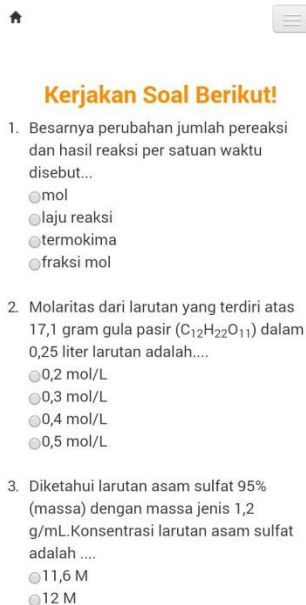 Kerjakan Soal Berikut!
1. Besarnya perubahan jumlah pereaksi
dan hasil reaksi per satuan waktu
disebut...
mol
laju reaksi
termokima
fraksi mol
2. Molaritas dari larutan yang terdiri atas
17,1 gram gula pasir (C₁₂H₂₂O₁₁) dalam
0,25 liter larutan adalah....
0,2 mol/L
0,3 mol/L
0,4 mol/L
0,5 mol/L
3. Diketahui larutan asam sulfat 95%
(massa) dengan massa jenis 1,2
g/mL.Konsentrasi larutan asam sulfat
adalah ....
11,6 M
12 M